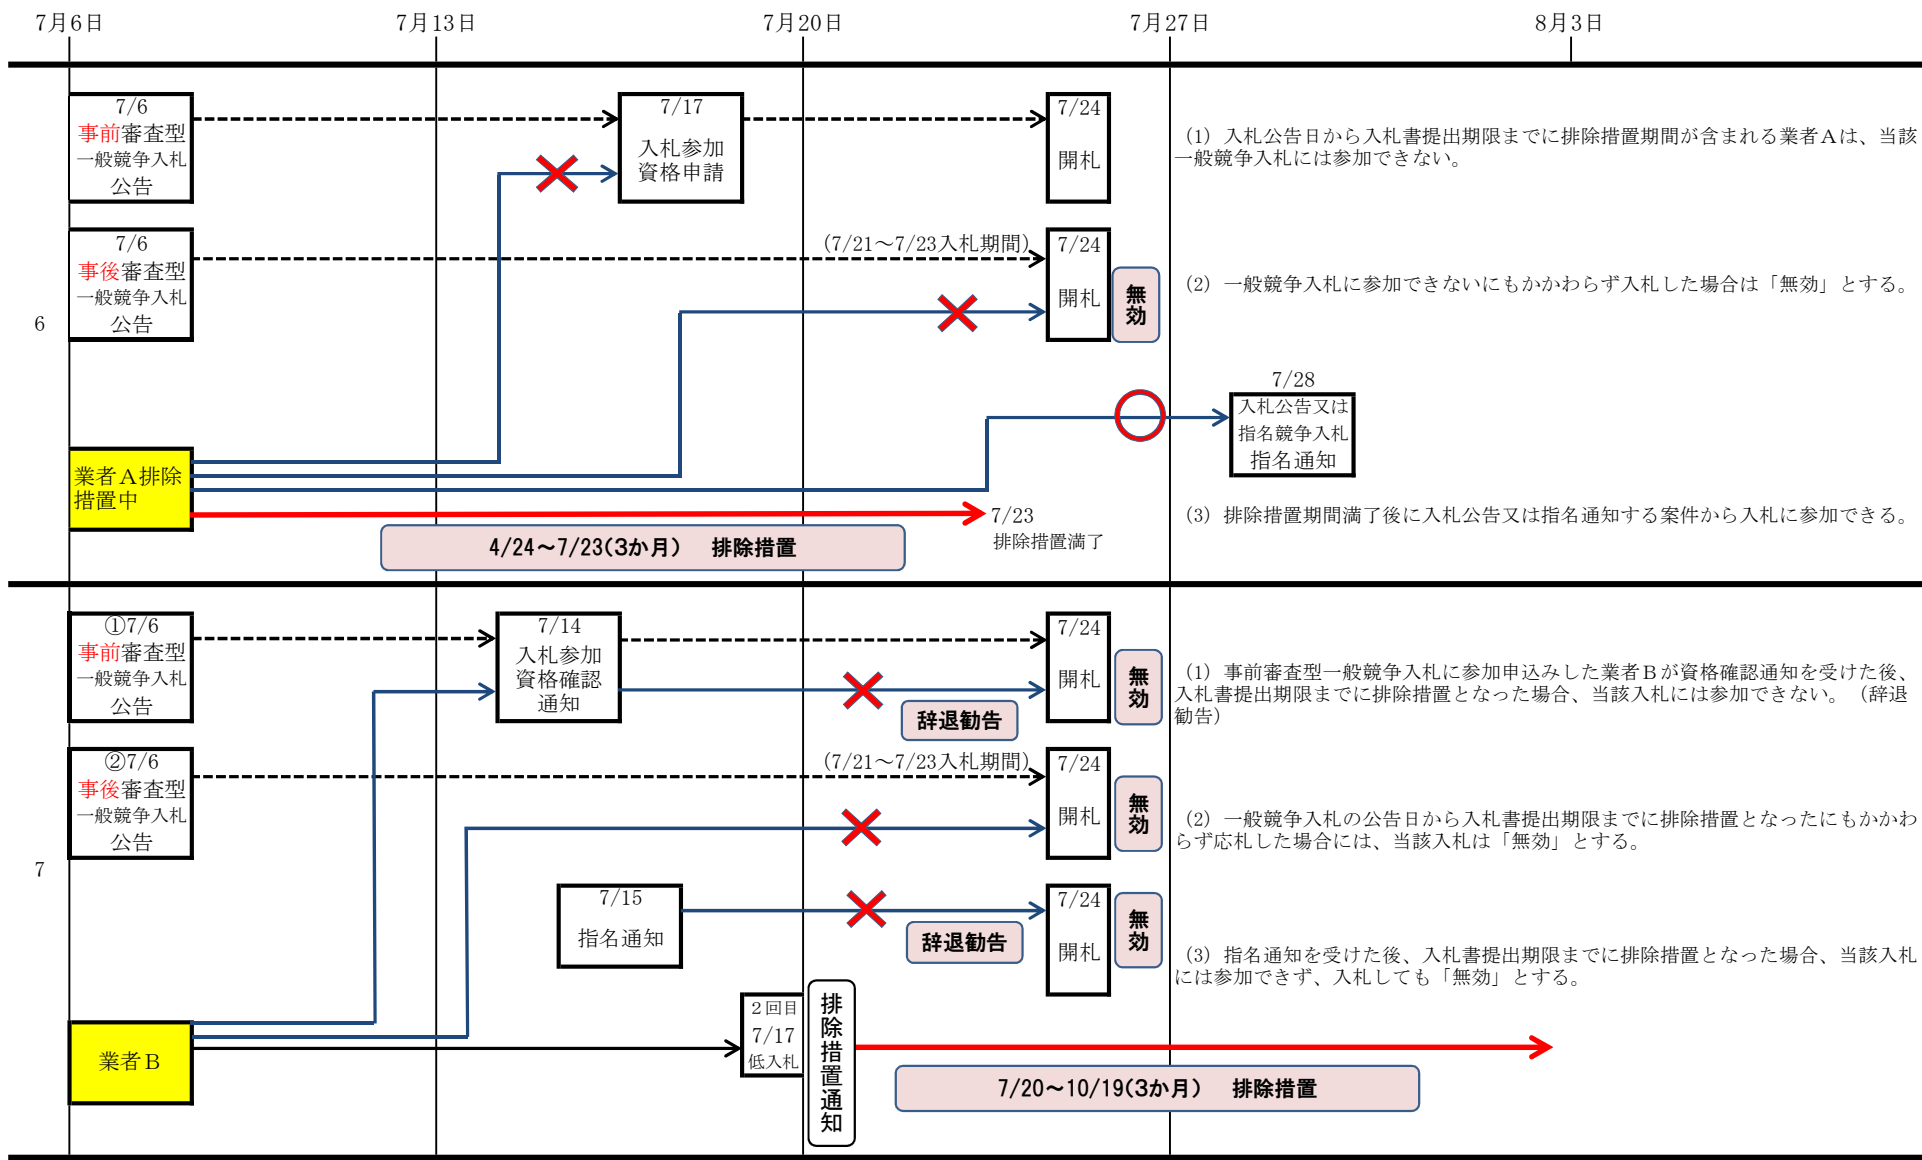 7月6日
7月13日
7月20日
7月27日
8月3日
7/6
事前審査型
一般競争入札
公告
7/17
入札参加
資格申請
7/24
開札
(1) 入札公告日から入札書提出期限までに排除措置期間が含まれる業者Aは、当該
一般競争入札には参加できない。
6
7/6
事後審査型
一般競争入札
公告
(7/21～7/23入札期間)
7/24
開札
無効
(2) 一般競争入札に参加できないにもかかわらず入札した場合は「無効」とする。
7/28
入札公告又は
指名競争入札
指名通知
業者A排除
措置中
7/23
排除措置満了
4/24～7/23(3か月) 排除措置
(3) 排除措置期間満了後に入札公告又は指名通知する案件から入札に参加できる。
7
①7/6
事前審査型
一般競争入札
公告
7/14
入札参加
資格確認
通知
7/24
開札
無効
辞退勧告
(1) 事前審査型一般競争入札に参加申込みした業者Bが資格確認通知を受けた後、
入札書提出期限までに排除措置となった場合、当該入札には参加できない。(辞退
勧告)
②7/6
事後審査型
一般競争入札
公告
(7/21～7/23入札期間)
7/24
開札
無効
(2) 一般競争入札の公告日から入札書提出期限までに排除措置となったにもかかわ
らず応札した場合には、当該入札は「無効」とする。
7/15
指名通知
7/24
開札
無効
辞退勧告
(3) 指名通知を受けた後、入札書提出期限までに排除措置となった場合、当該入札
には参加できず、入札しても「無効」とする。
業者B
2回目
7/17
低入札
排除措置通知
7/20～10/19(3か月) 排除措置